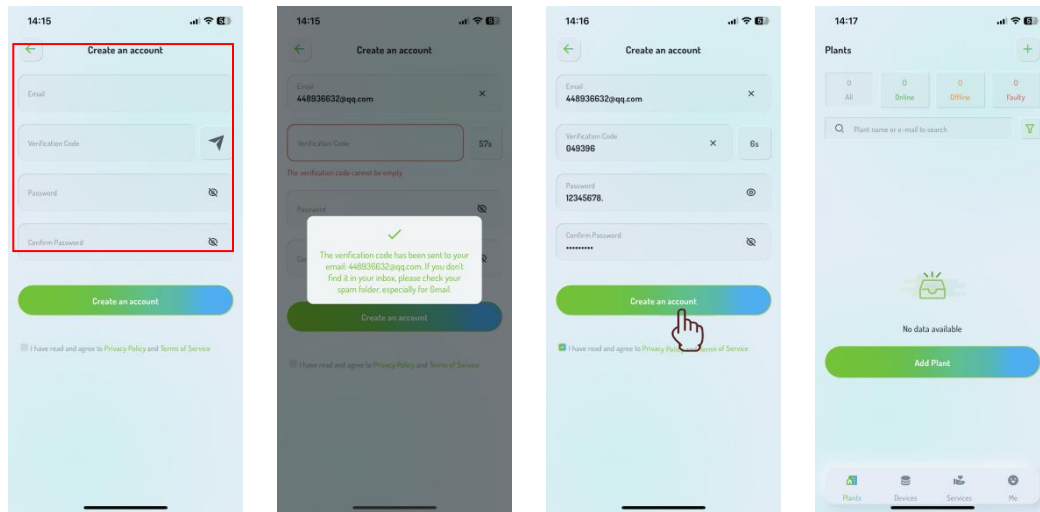 14:15
Create an account
Email
Verification Code
Password
Confirm Password
Create an account
I have read and agree to Privacy Policy and Terms of Service
14:15
Create an account
Email
448936632@qq.com
Verification Code
57s
The verification code cannot be empty
Password
The verification code has been sent to your
email: 448936632@qq.com. If you don't
find it in your inbox, please check your
spam folder, especially for Gmail.
Create an account
I have read and agree to Privacy Policy and Terms of Service
14:16
Create an account
Email
448936632@qq.com
Verification Code
049396
6s
Password
12345678.
Confirm Password
Create an account
I have read and agree to Privacy Policy and Terms of Service
14:17
Plants
0 0 0 0
All Online Offline Faulty
Plant name or e-mail to search
No data available
Add Plant
Plants Devices Services Me